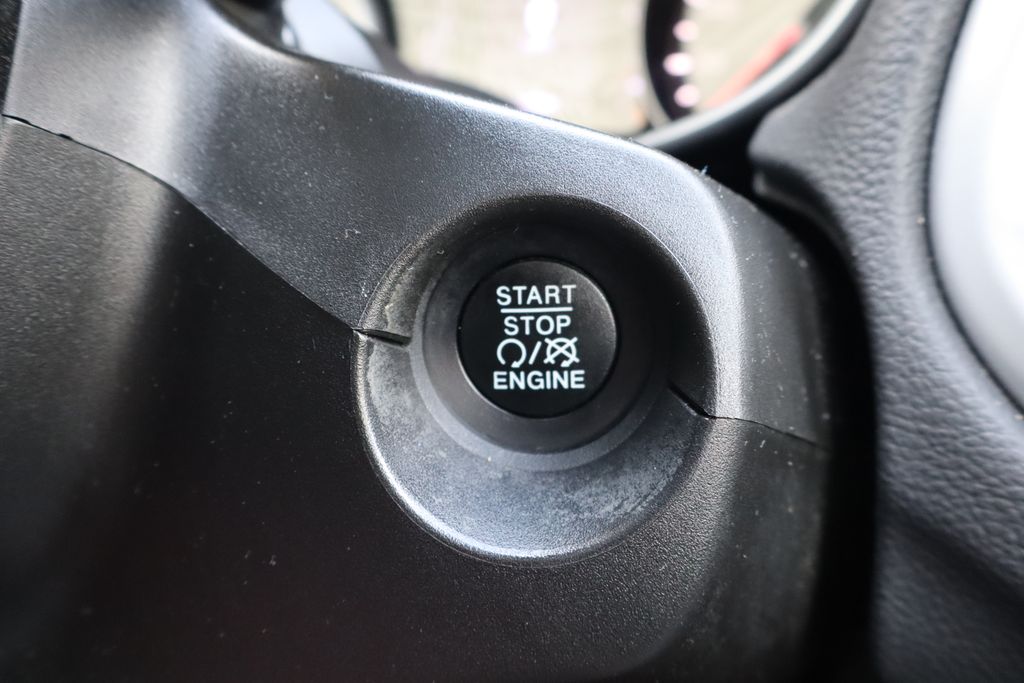 START
STOP
/
ENGINE